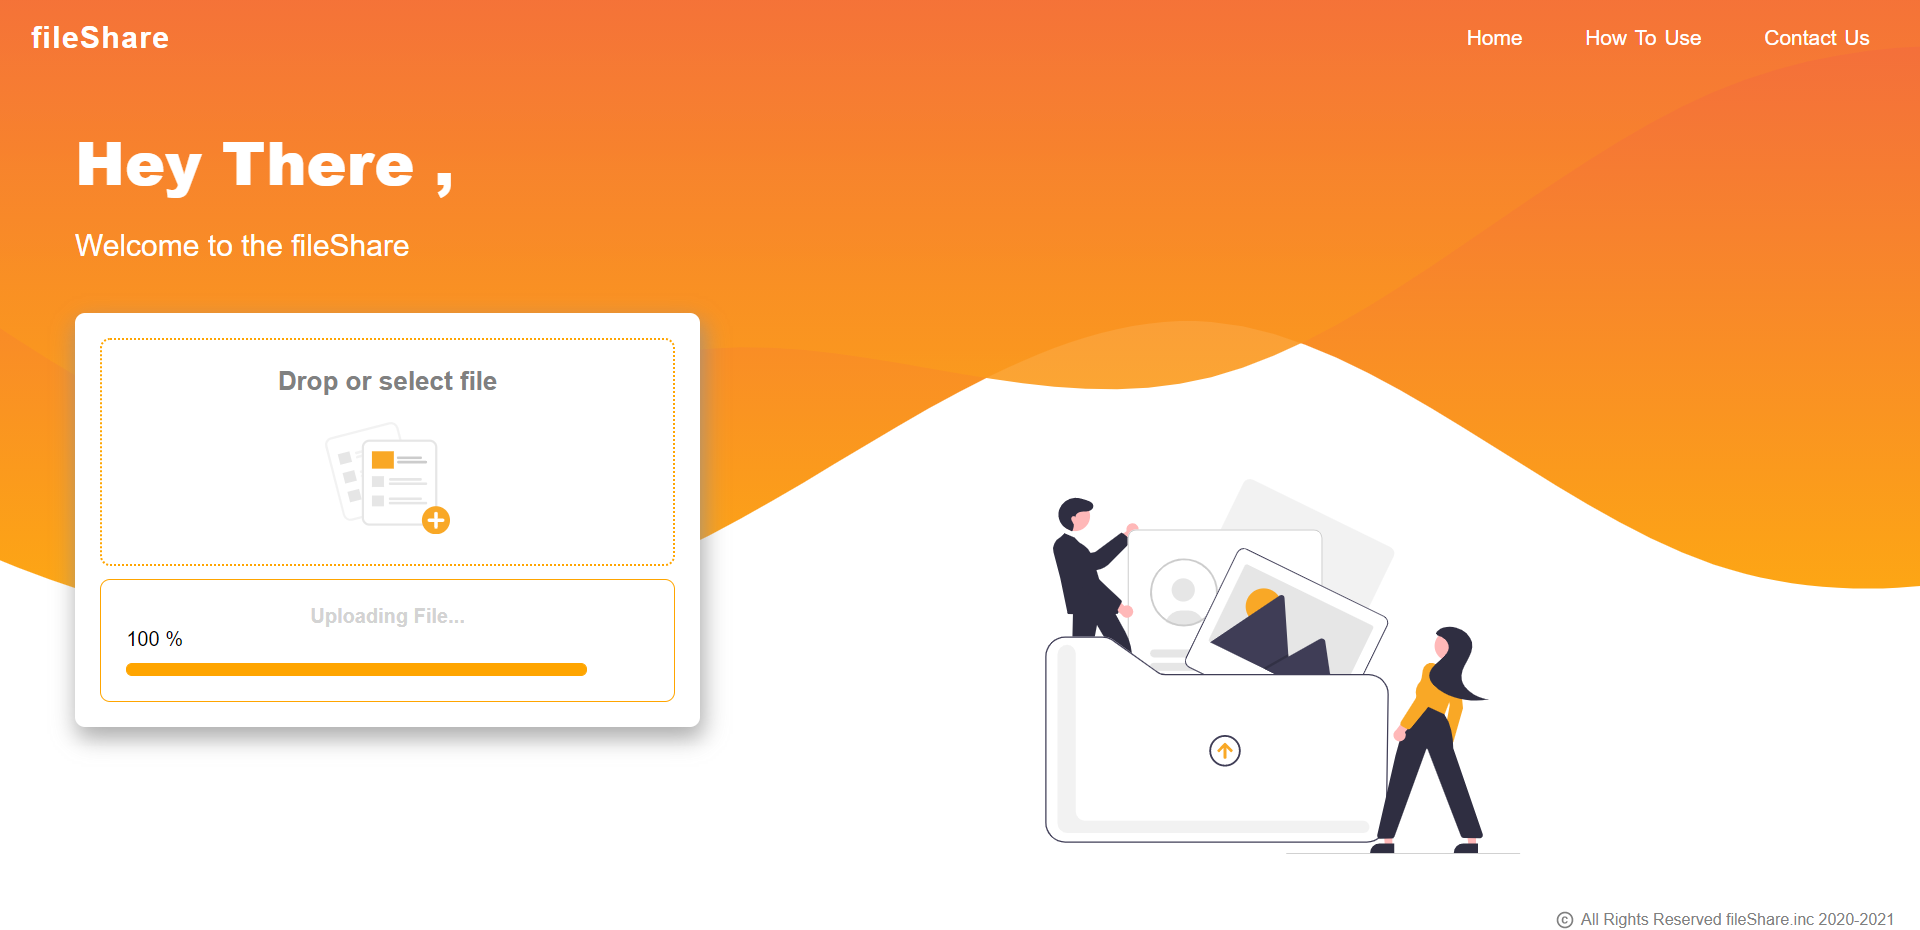 fileShare
Home
How To Use
Contact Us
Hey There ,
Welcome to the fileShare
Drop or select file
Uploading File...
100 %
© All Rights Reserved fileShare.inc 2020-2021